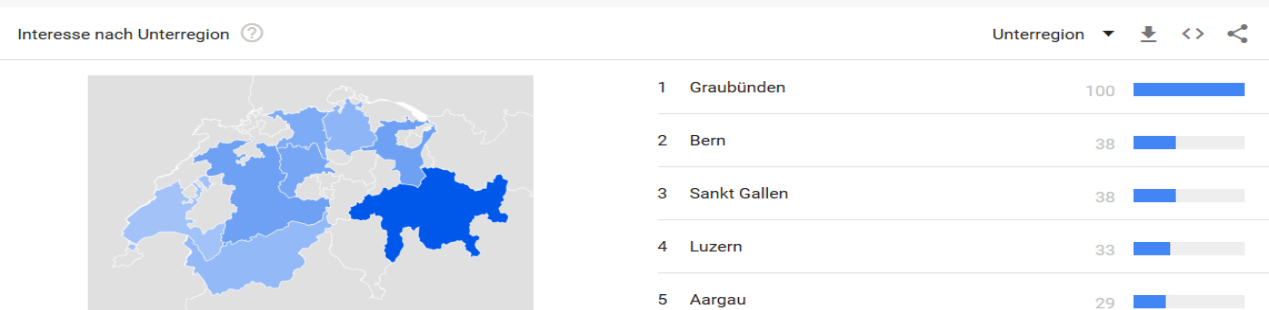 Interesse nach Unterregion ?
Unterregion
1 Graubünden 100
2 Bern 38
3 Sankt Gallen 38
4 Luzern 33
5 Aargau 29